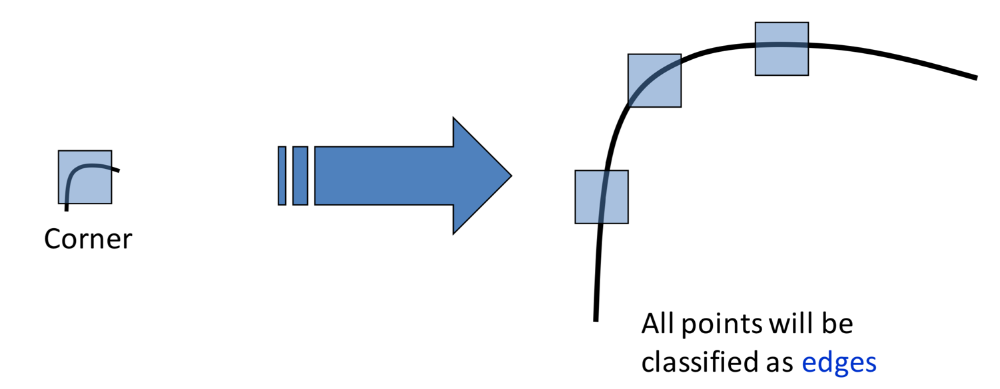 Corner
All points will be
classified as edges